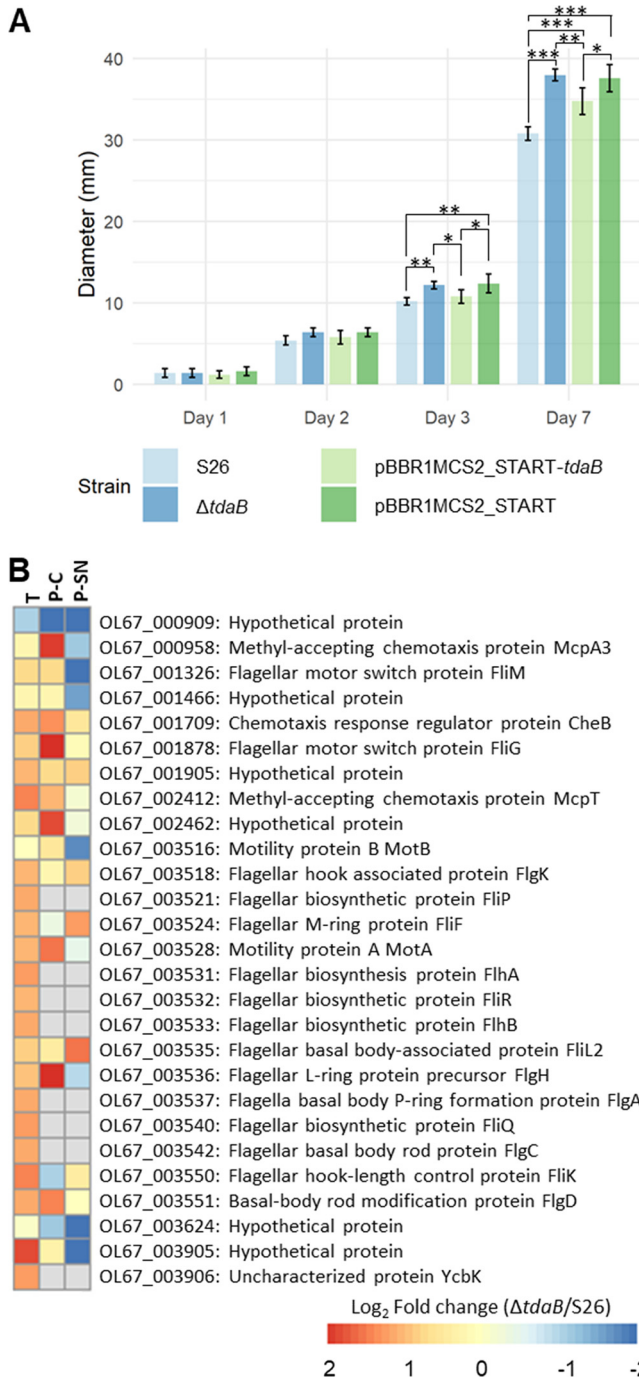 A
***
***
*** **
*
**
*
*
**
40
30
20
10
0
Diameter (mm)
Day 1 Day 2 Day 3 Day 7
Strain
S26
ΔtdaB
pBBR1MCS2_START-tdaB
pBBR1MCS2_START
B
T P-C P-SN
OL67_000909: Hypothetical protein
OL67_000958: Methyl-accepting chemotaxis protein McpA3
OL67_001326: Flagellar motor switch protein FliM
OL67_001466: Hypothetical protein
OL67_001709: Chemotaxis response regulator protein CheB
OL67_001878: Flagellar motor switch protein FliG
OL67_001905: Hypothetical protein
OL67_002412: Methyl-accepting chemotaxis protein McpT
OL67_002462: Hypothetical protein
OL67_003516: Motility protein B MotB
OL67_003518: Flagellar hook associated protein FlgK
OL67_003521: Flagellar biosynthetic protein FliP
OL67_003524: Flagellar M-ring protein FliF
OL67_003528: Motility protein A MotA
OL67_003531: Flagellar biosynthesis protein FlhA
OL67_003532: Flagellar biosynthetic protein FliR
OL67_003533: Flagellar biosynthetic protein FlhB
OL67_003535: Flagellar basal body-associated protein FliL2
OL67_003536: Flagellar L-ring protein precursor FlgH
OL67_003537: Flagella basal body P-ring formation protein FlgA
OL67_003540: Flagellar biosynthetic protein FliQ
OL67_003542: Flagellar basal body rod protein FlgC
OL67_003550: Flagellar hook-length control protein FliK
OL67_003551: Basal-body rod modification protein FlgD
OL67_003624: Hypothetical protein
OL67_003905: Hypothetical protein
OL67_003906: Uncharacterized protein YcbK
Log2 Fold change (ΔtdaB/S26)
2 1 0 -1 -2